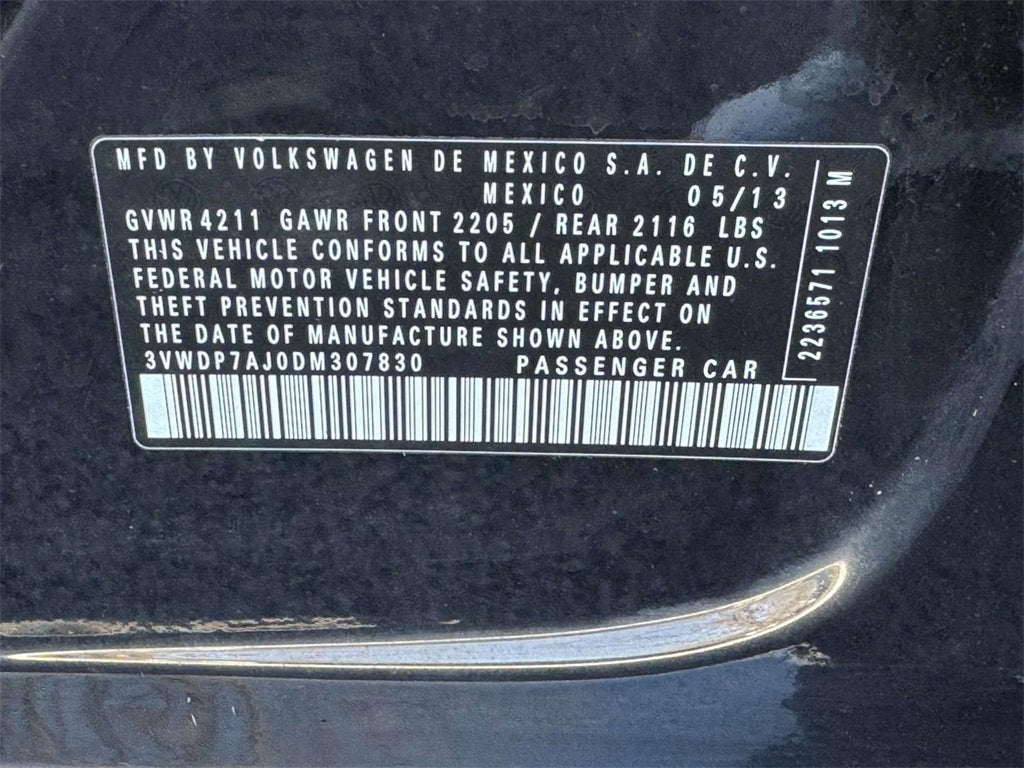 MFD BY VOLKSWAGEN DE MEXICO S.A. DE C.V.
MEXICO 05/13
GVWR 4211 GAWR FRONT 2205 / REAR 2116 LBS
THIS VEHICLE CONFORMS TO ALL APPLICABLE U.S.
FEDERAL MOTOR VEHICLE SAFETY, BUMPER AND
THEFT PREVENTION STANDARDS IN EFFECT ON
THE DATE OF MANUFACTURE SHOWN ABOVE.
3VWDP7AJ0DM307830 PASSENGER CAR
2236571 1013 M